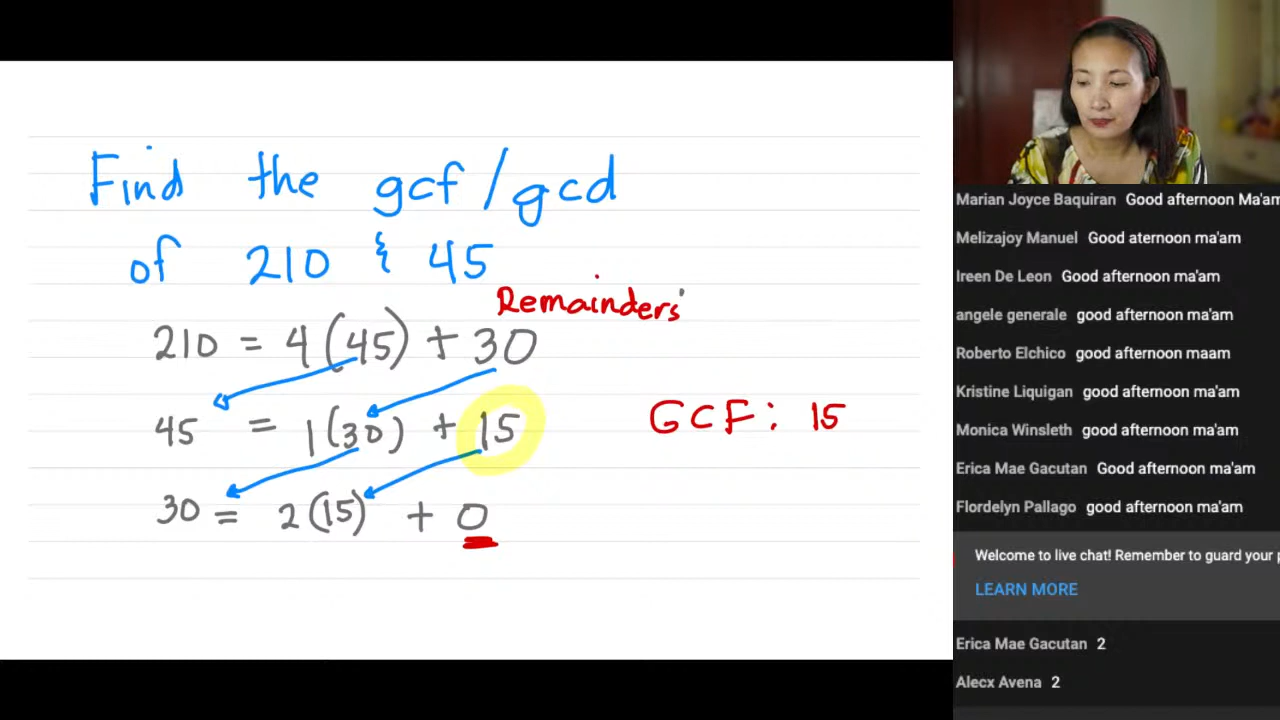 Find the gcf/gcd
of 210 & 45
Remainders
210 = 4(45) + 30
45 = 1(30) + 15
30 = 2(15) + 0
GCF: 15
Marian Joyce Baquiran Good afternoon Ma'am
Melizajoy Manuel Good aternoon ma'am
Ireen De Leon Good afternoon ma'am
angele generale good afternoon ma'am
Roberto Elchico good afternoon maam
Kristine Liquigan good afternoon ma'am
Monica Winsleth good afternoon ma'am
Erica Mae Gacutan Good afternoon ma'am
Flordelyn Pallago good afternoon ma'am
Welcome to live chat! Remember to guard your
LEARN MORE
Erica Mae Gacutan 2
Alecx Avena 2